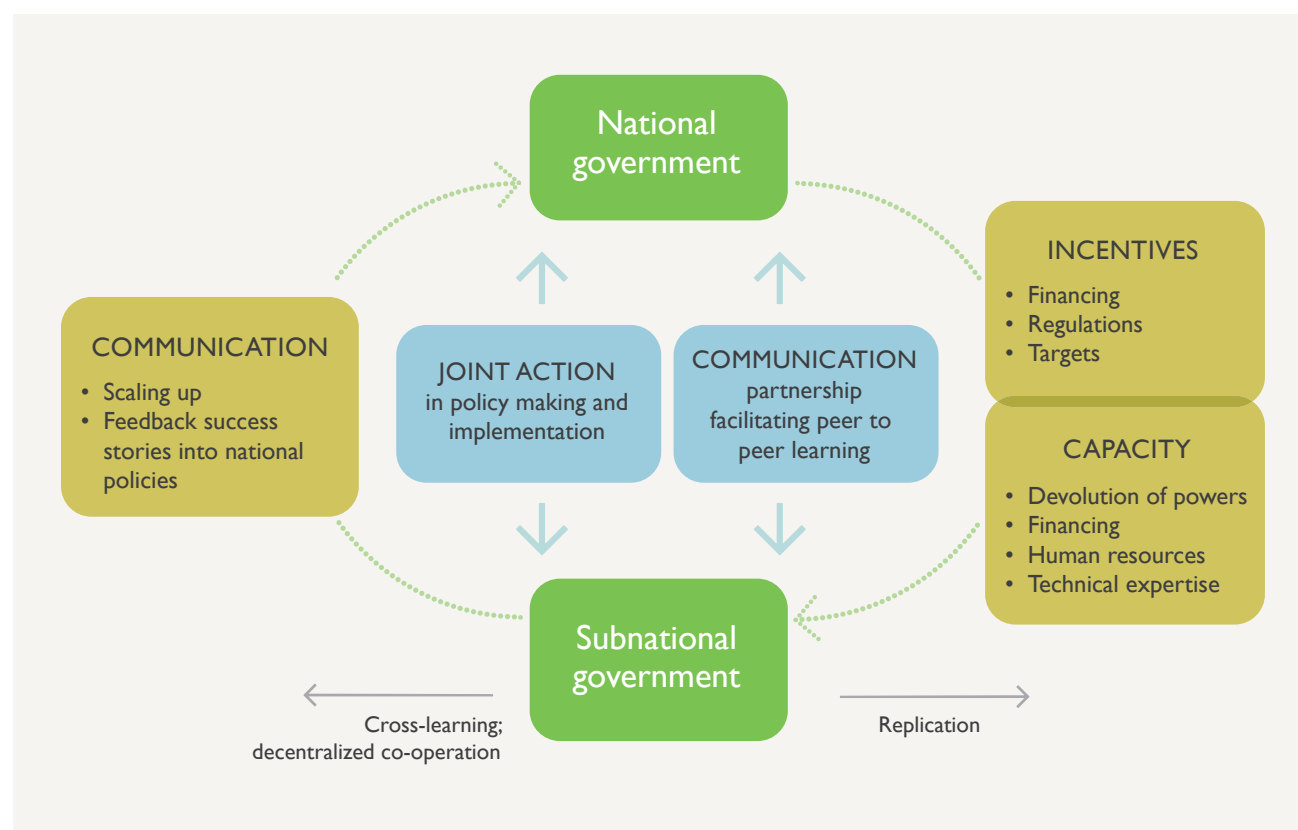 National
government
INCENTIVES
• Financing
• Regulations
• Targets
COMMUNICATION
• Scaling up
• Feedback success
stories into national
policies
JOINT ACTION
in policy making and
implementation
COMMUNICATION
partnership
facilitating peer to
peer learning
CAPACITY
• Devolution of powers
• Financing
• Human resources
• Technical expertise
Subnational
government
Cross-learning;
decentralized co-operation
Replication